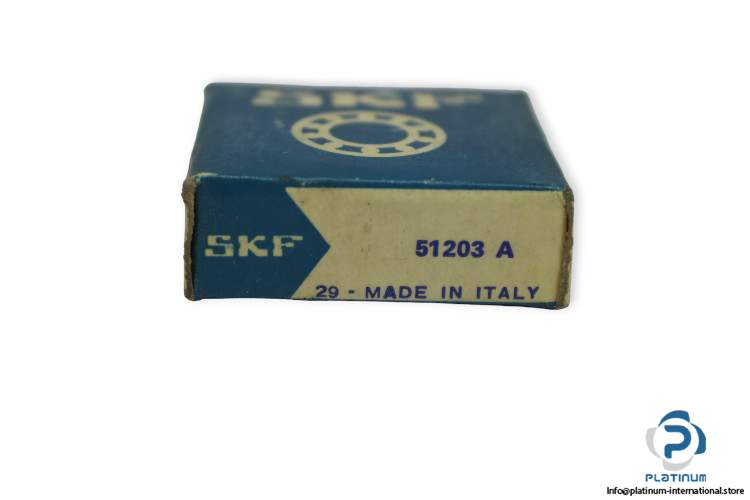 SKF
SKF
51203 A
29 - MADE IN ITALY
PLATINUM
Info@platinum-international.store